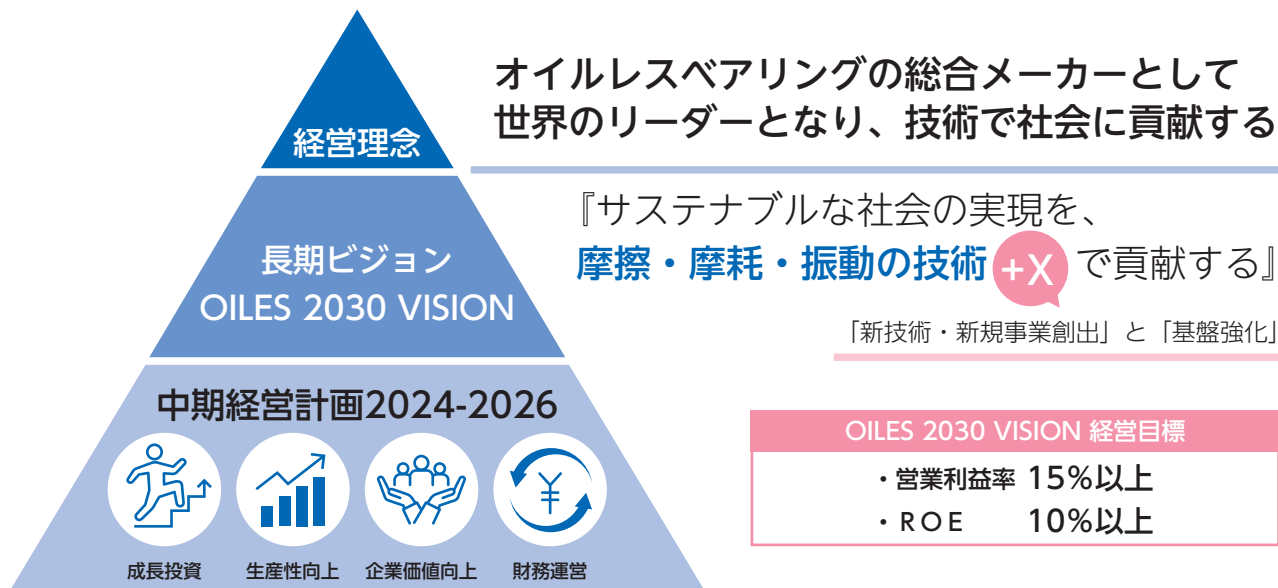 経営理念
オイルレスベアリングの総合メーカーとして
世界のリーダーとなり、技術で社会に貢献する
長期ビジョン
OILES 2030 VISION
『サステナブルな社会の実現を、
摩擦・摩耗・振動の技術+Xで貢献する』
「新技術・新規事業創出」と「基盤強化」
中期経営計画2024-2026
成長投資 生産性向上 企業価値向上 財務運営
OILES 2030 VISION 経営目標
・営業利益率 15%以上
・ROE 10%以上